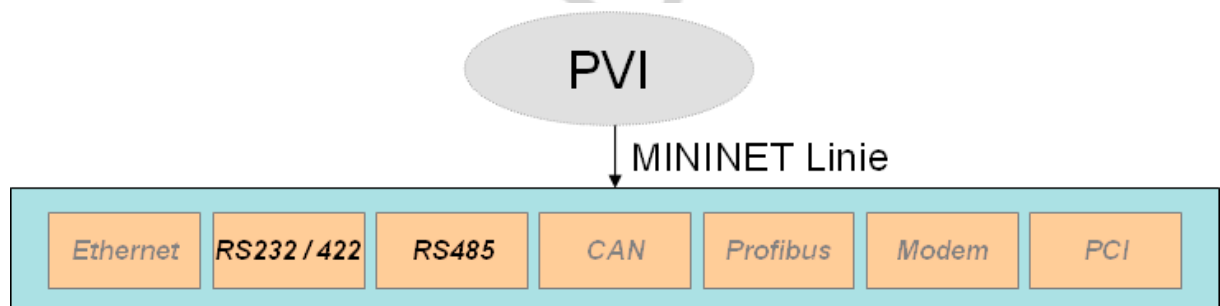 PVI
MININET Linie
Ethernet RS232 / 422 RS485 CAN Profibus Modem PCI